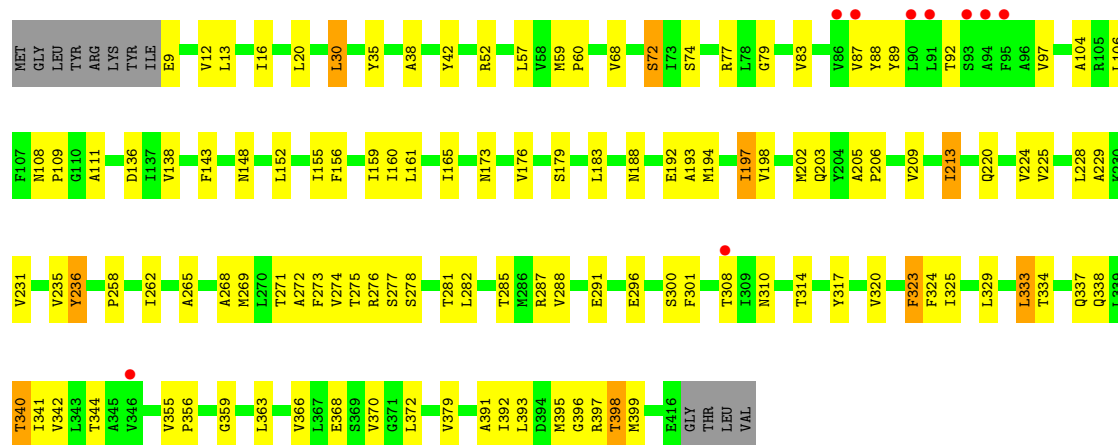 MET GLY LEU TYR ARG LYS TYR ILE E9 V12 L13 I16 L20 L30 Y35 A38 Y42 R52 L57 V58 M59 P60 V68 S72 I73 S74 R77 L78 G79 V83 V86 V87 Y88 Y89 L90 L91 T92 S93 A94 F95 A96 V97 A104 R105 L106
F107 N108 P109 G110 A111 D136 I137 V138 F143 N148 L152 I155 F156 I159 I160 L161 I165 N173 V176 S179 L183 N188 E192 A193 M194 I197 V198 M202 Q203 Y204 A205 P206 V209 I213 Q220 V224 V225 L228 A229 K230
V231 V235 Y236 P258 I262 A265 A268 M269 L270 T271 A272 F273 V274 T275 R276 S277 S278 T281 L282 T285 M286 R287 V288 E291 E296 S300 F301 T308 I309 N310 T314 Y317 V320 F323 F324 I325 L329 L333 T334 Q337 Q338 L339
T340 I341 V342 L343 T344 A345 V346 V355 P356 G359 L363 V366 L367 E368 S369 V370 G371 L372 V379 A391 I392 L393 D394 M395 G396 R397 T398 M399 E416 GLY THR LEU VAL